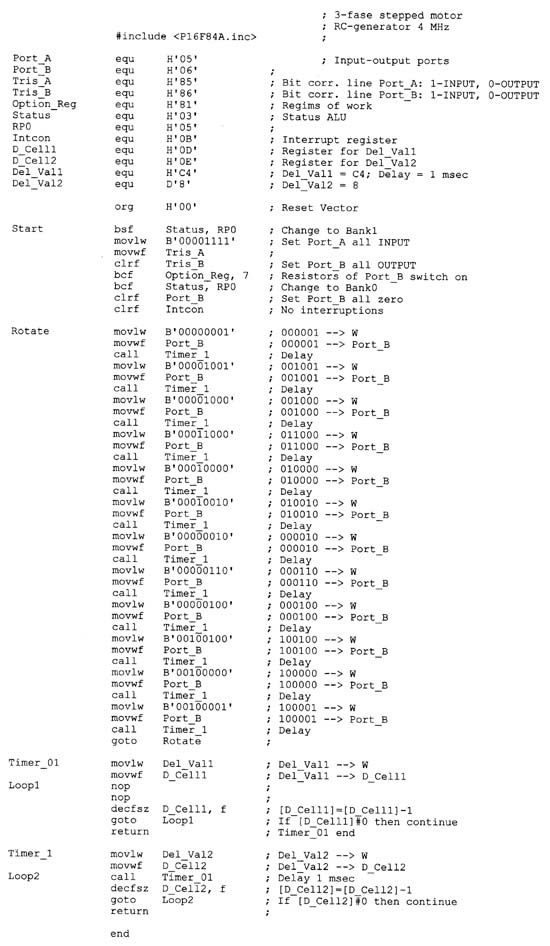 ; 3-fase stepped motor
; RC-generator 4 MHz
#include <P16F84A.inc> ;
Port_A equ H'05' ; Input-output ports
Port_B equ H'06' ;
Tris_A equ H'85' ; Bit corr. line Port_A: 1-INPUT, 0-OUTPUT
Tris_B equ H'86' ; Bit corr. line Port_B: 1-INPUT, 0-OUTPUT
Option_Reg equ H'81' ; Regims of work
Status equ H'03' ; Status ALU
RP0 equ H'05' ;
Intcon equ H'0B' ; Interrupt register
D_Cell1 equ H'0D' ; Register for Del_Val1
D_Cell2 equ H'0E' ; Register for Del_Val2
Del_Val1 equ H'C4' ; Del_Val1 = C4; Delay = 1 msec
Del_Val2 equ D'8' ; Del_Val2 = 8
org H'00' ; Reset Vector
Start bsf Status, RP0 ; Change to Bank1
movlw B'00001111' ; Set Port_A all INPUT
movwf Tris_A ;
clrf Tris_B ; Set Port_B all OUTPUT
bcf Option_Reg, 7 ; Resistors of Port_B switch on
bcf Status, RP0 ; Change to Bank0
clrf Port_B ; Set Port_B all zero
clrf Intcon ; No interruptions
Rotate movlw B'00000001' ; 000001 --> W
movwf Port_B ; 000001 --> Port_B
call Timer_1 ; Delay
movlw B'00001001' ; 001001 --> W
movwf Port_B ; 001001 --> Port_B
call Timer_1 ; Delay
movlw B'00001000' ; 001000 --> W
movwf Port_B ; 001000 --> Port_B
call Timer_1 ; Delay
movlw B'00011000' ; 011000 --> W
movwf Port_B ; 011000 --> Port_B
call Timer_1 ; Delay
movlw B'00010000' ; 010000 --> W
movwf Port_B ; 010000 --> Port_B
call Timer_1 ; Delay
movlw B'00010010' ; 010010 --> W
movwf Port_B ; 010010 --> Port_B
call Timer_1 ; Delay
movlw B'00000010' ; 000010 --> W
movwf Port_B ; 000010 --> Port_B
call Timer_1 ; Delay
movlw B'00000110' ; 000110 --> W
movwf Port_B ; 000110 --> Port_B
call Timer_1 ; Delay
movlw B'00000100' ; 000100 --> W
movwf Port_B ; 000100 --> Port_B
call Timer_1 ; Delay
movlw B'00100100' ; 100100 --> W
movwf Port_B ; 100100 --> Port_B
call Timer_1 ; Delay
movlw B'00100000' ; 100000 --> W
movwf Port_B ; 100000 --> Port_B
call Timer_1 ; Delay
movlw B'00100001' ; 100001 --> W
movwf Port_B ; 100001 --> Port_B
call Timer_1 ; Delay
goto Rotate ;
Timer_01 movlw Del_Val1 ; Del_Val1 --> W
movwf D_Cell1 ; Del_Val1 --> D_Cell1
Loop1 nop ;
nop ;
decfsz D_Cell1, f ; [D_Cell1]=[D_Cell1]-1
goto Loop1 ; If [D_Cell1]≠0 then continue
return ; Timer_01 end
Timer_1 movlw Del_Val2 ; Del_Val2 --> W
movwf D_Cell2 ; Del_Val2 --> D_Cell2
Loop2 call Timer_01 ; Delay 1 msec
decfsz D_Cell2, f ; [D_Cell2]=[D_Cell2]-1
goto Loop2 ; If [D_Cell2]≠0 then continue
return ;
end